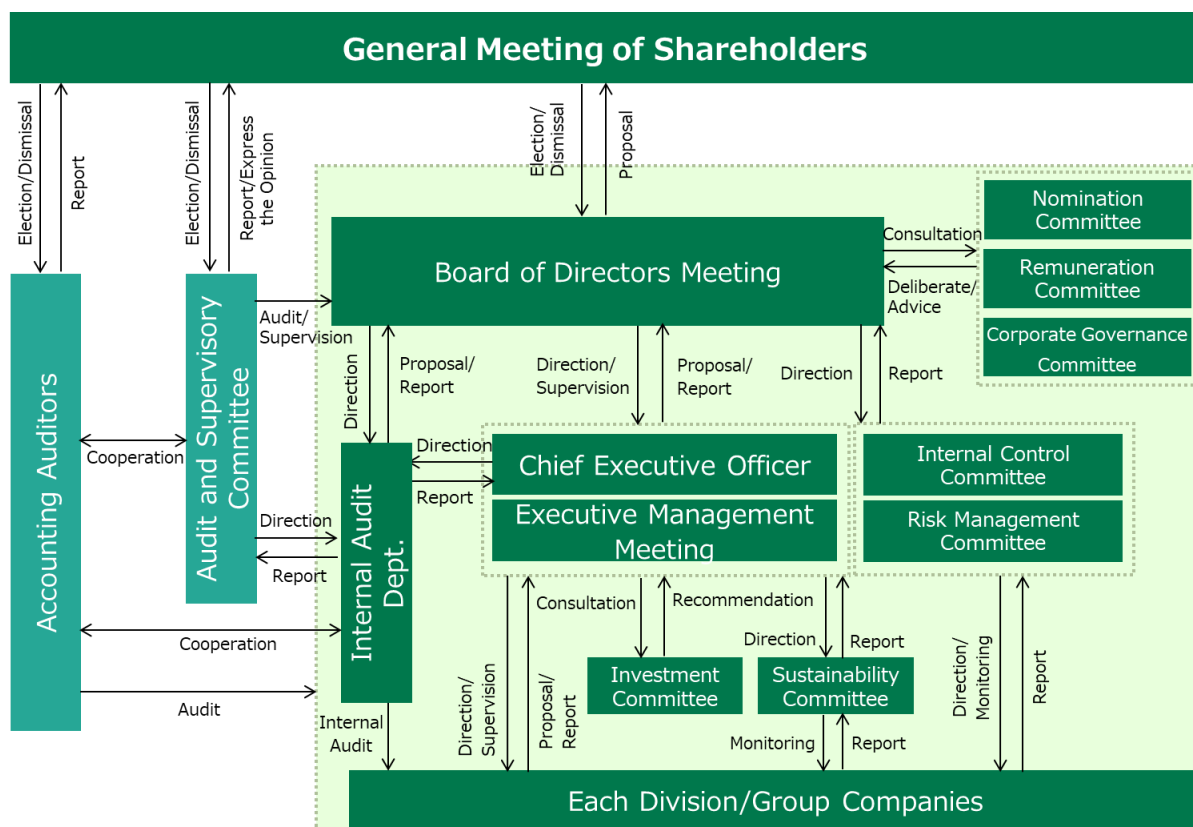 General Meeting of Shareholders
Election/Dismissal
Report
Election/Dismissal
Report/Express
the Opinion
Election/
Dismissal
Proposal
Nomination
Committee
Remuneration
Committee
Corporate Governance
Committee
Consultation
Deliberate/
Advice
Board of Directors Meeting
Accounting Auditors
Audit and Supervisory
Committee
Audit/
Supervision
Direction
Proposal/
Report
Direction/
Supervision
Proposal/
Report
Direction
Report
Cooperation
Direction
Report
Chief Executive Officer
Executive Management
Meeting
Internal Control
Committee
Risk Management
Committee
Direction
Report
Internal Audit
Dept.
Cooperation
Audit
Internal
Audit
Consultation
Recommendation
Direction
Report
Investment
Committee
Sustainability
Committee
Direction/
Supervision
Proposal/
Report
Monitoring
Report
Direction/
Monitoring
Report
Each Division/Group Companies